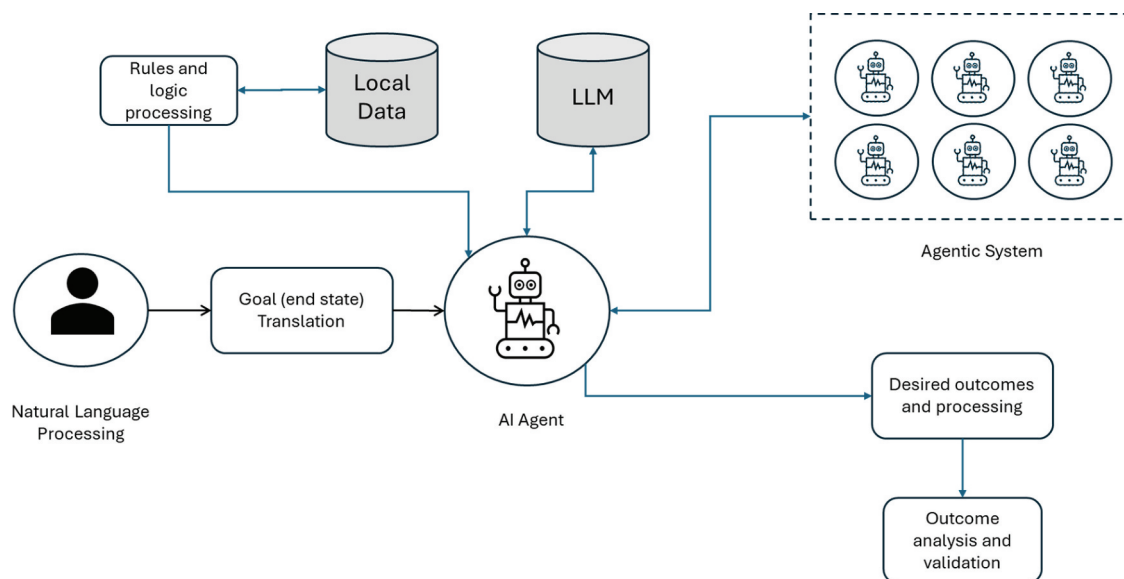 Rules and
logic
processing
Local
Data
LLM
Agentic System
Goal (end state)
Translation
Natural Language
Processing
AI Agent
Desired outcomes
and processing
Outcome
analysis and
validation